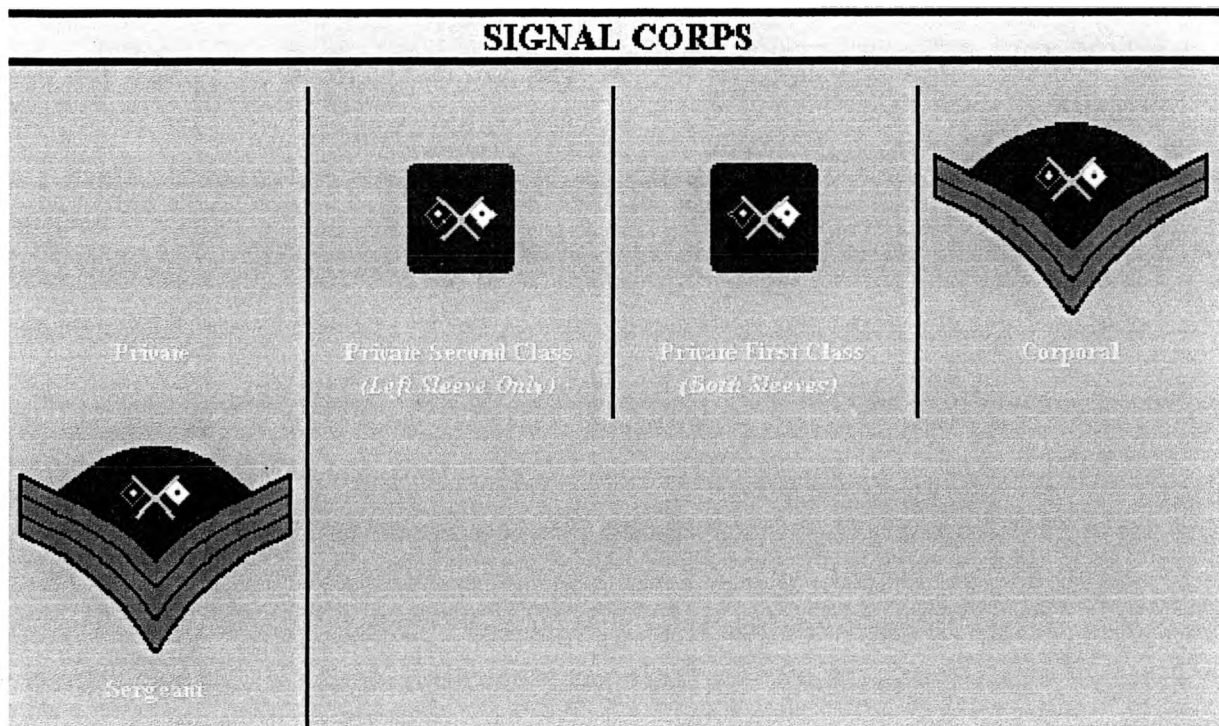 SIGNAL CORPS
Private
Private Second Class
(Left Sleeve Only)
Private First Class
(Both Sleeves)
Corporal
Sergeant